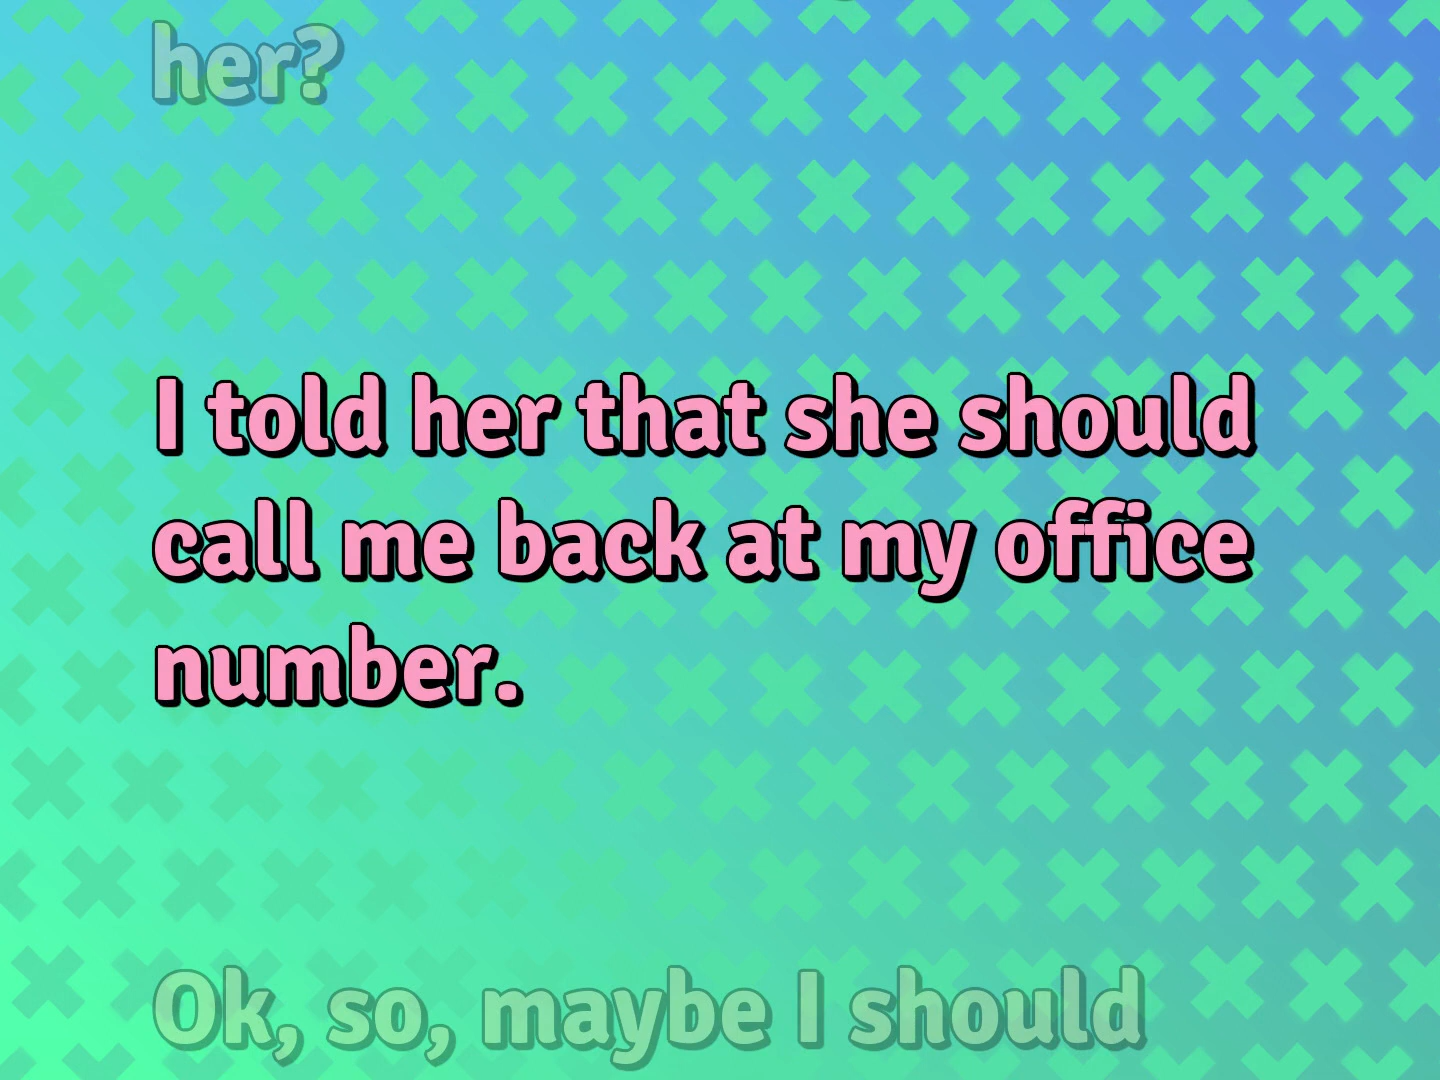 her?
I told her that she should
call me back at my office
number.
Ok, so, maybe I should